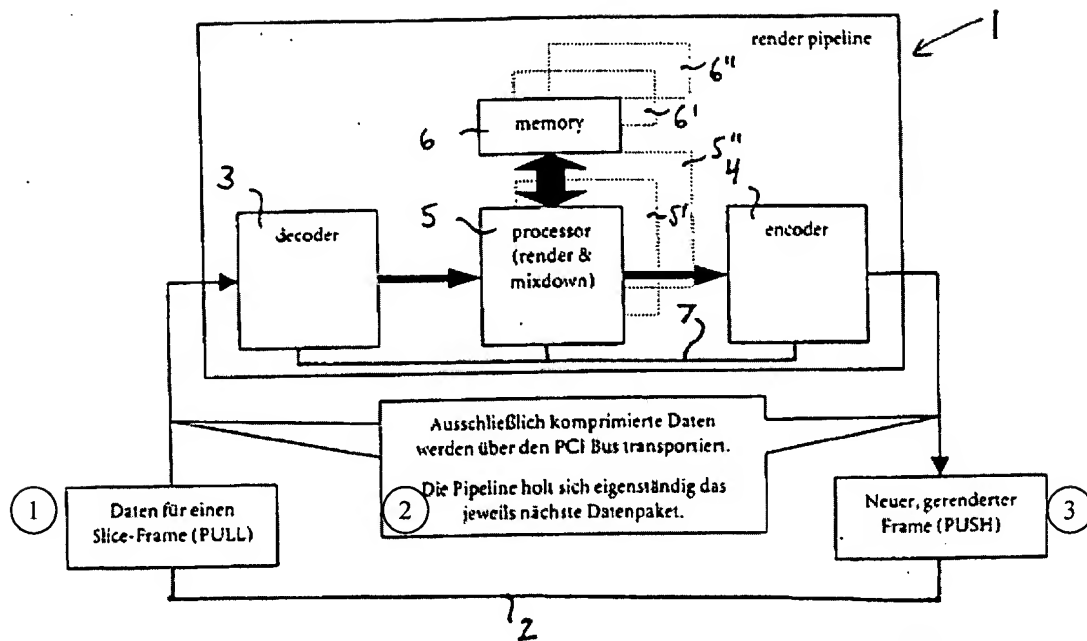 render pipeline
1
6"
6'
6
memory
5"
4
3
decoder
5
processor
(render &
mixdown)
5'
encoder
7
Ausschließlich komprimierte Daten
werden über den PCI Bus transportiert.
Die Pipeline holt sich eigenständig das
jeweils nächste Datenpaket.
1
Daten für einen
Slice-Frame (PULL)
2
Neuer, gerenderter
Frame (PUSH)
3
2